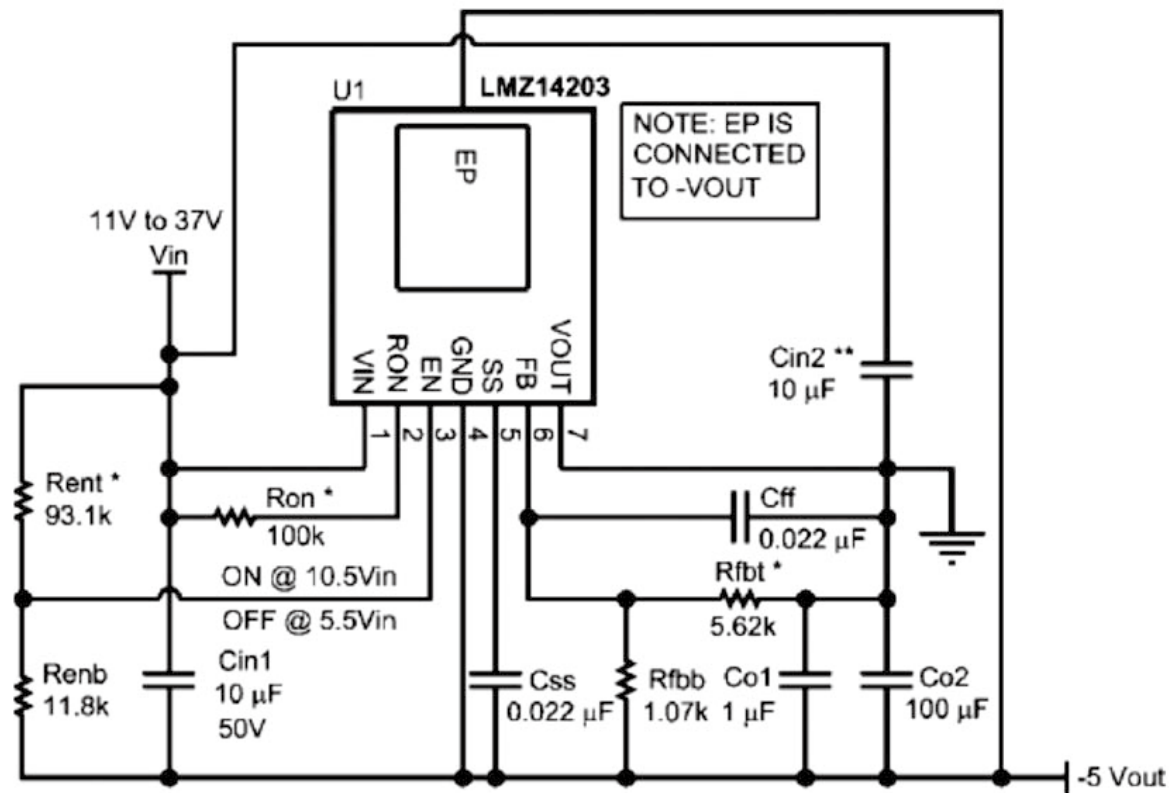 U1
LMZ14203
NOTE: EP IS
CONNECTED
TO -VOUT
EP
11V to 37V
Vin
VIN
RON
EN
GND
SS
FB
VOUT
1
2
3
4
5
6
7
Cin2 **
10 µF
Rent *
93.1k
Ron *
100k
Cff
0.022 µF
ON @ 10.5Vin
OFF @ 5.5Vin
Rfbt *
5.62k
Renb
11.8k
Cin1
10 µF
50V
Css
0.022 µF
Rfbb
1.07k
Co1
1 µF
Co2
100 µF
-5 Vout